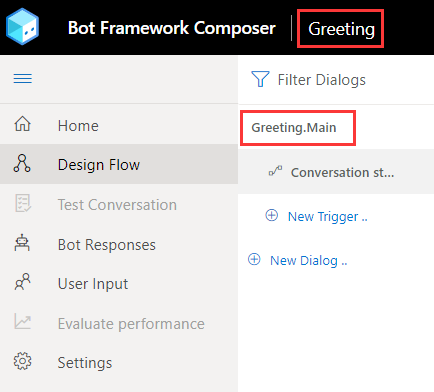 Bot Framework Composer
Greeting
Filter Dialogs
Home
Greeting.Main
Design Flow
Conversation st...
Test Conversation
New Trigger ..
Bot Responses
New Dialog ..
User Input
Evaluate performance
Settings